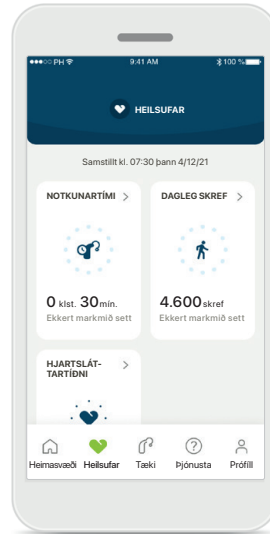 PH 9:41 AM 100 %
HEILSUFAR
Samstillt kl. 07:30 þann 4/12/21
NOTKUNARTÍMI > DAGLEG SKREF >
0 klst. 30 mín. 4.600 skref
Ekkert markmið sett Ekkert markmið sett
HJARTSLÁT- >
TARTÍÐNI
Heimasvæði Heilsufar Tæki Þjónusta Prófíll